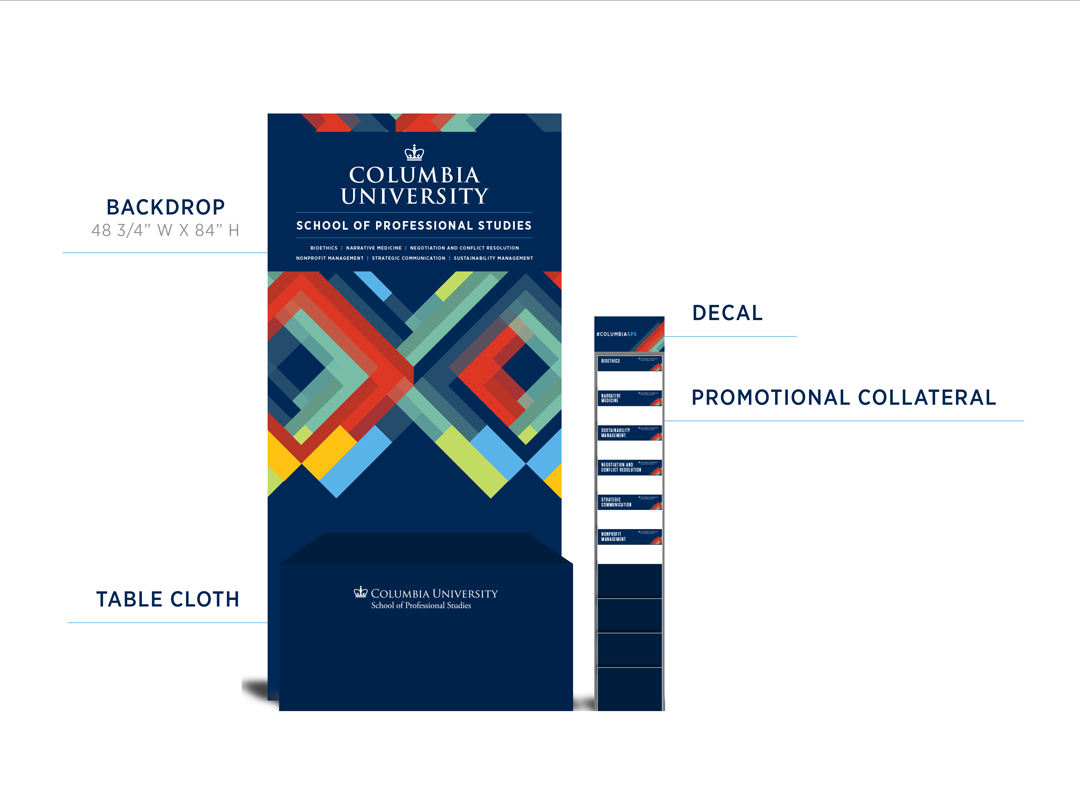 BACKDROP
48 3/4” W X 84” H
TABLE CLOTH
COLUMBIA
UNIVERSITY
SCHOOL OF PROFESSIONAL STUDIES
BIOETHICS | NARRATIVE MEDICINE | NEGOTIATION AND CONFLICT RESOLUTION
NONPROFIT MANAGEMENT | STRATEGIC COMMUNICATION | SUSTAINABILITY MANAGEMENT
COLUMBIA UNIVERSITY
School of Professional Studies
#COLUMBIASPS
BIOETHICS
NARRATIVE
MEDICINE
SUSTAINABILITY
MANAGEMENT
NEGOTIATION AND
CONFLICT RESOLUTION
STRATEGIC
COMMUNICATION
NONPROFIT
MANAGEMENT
DECAL
PROMOTIONAL COLLATERAL